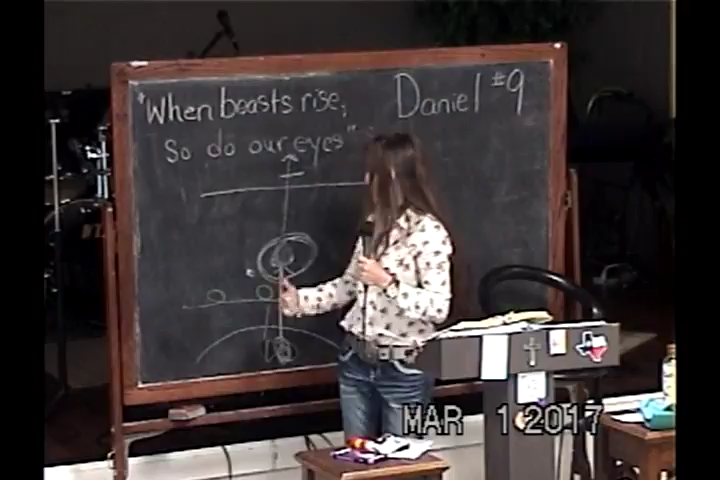 "When beasts rise,
So do our eyes"
Daniel #9
MAR 1 2017